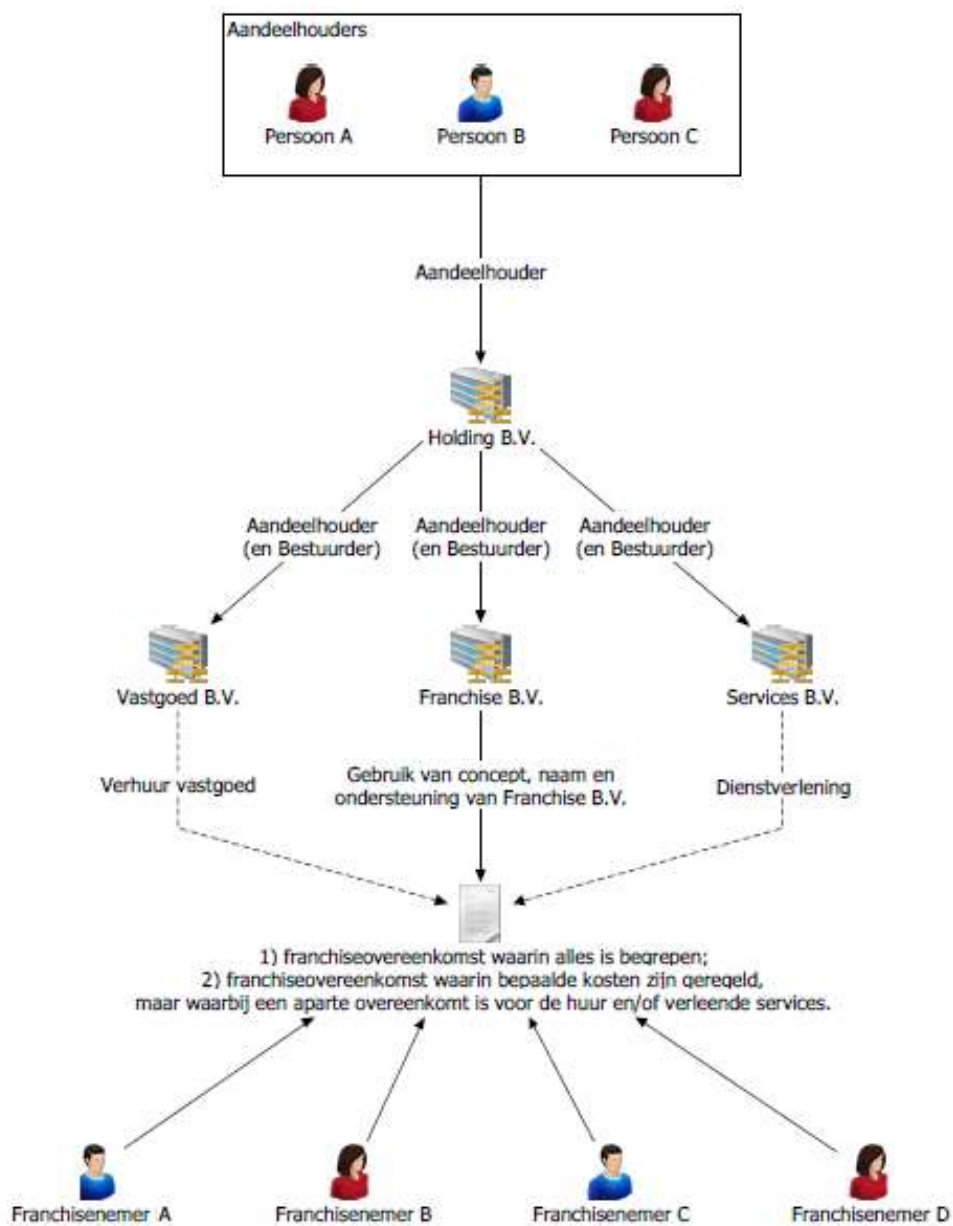 Aandeelhouders
Persoon A
Persoon B
Persoon C
Aandeelhouder
Holding B.V.
Aandeelhouder
(en Bestuurder)
Aandeelhouder
(en Bestuurder)
Aandeelhouder
(en Bestuurder)
Vastgoed B.V.
Franchise B.V.
Services B.V.
Verhuur vastgoed
Gebruik van concept, naam en
ondersteuning van Franchise B.V.
Dienstverlening
1) franchiseovereenkomst waarin alles is begrepen;
2) franchiseovereenkomst waarin bepaalde kosten zijn geregeld,
maar waarbij een aparte overeenkomt is voor de huur en/of verleende services.
Franchisenemer A
Franchisenemer B
Franchisenemer C
Franchisenemer D